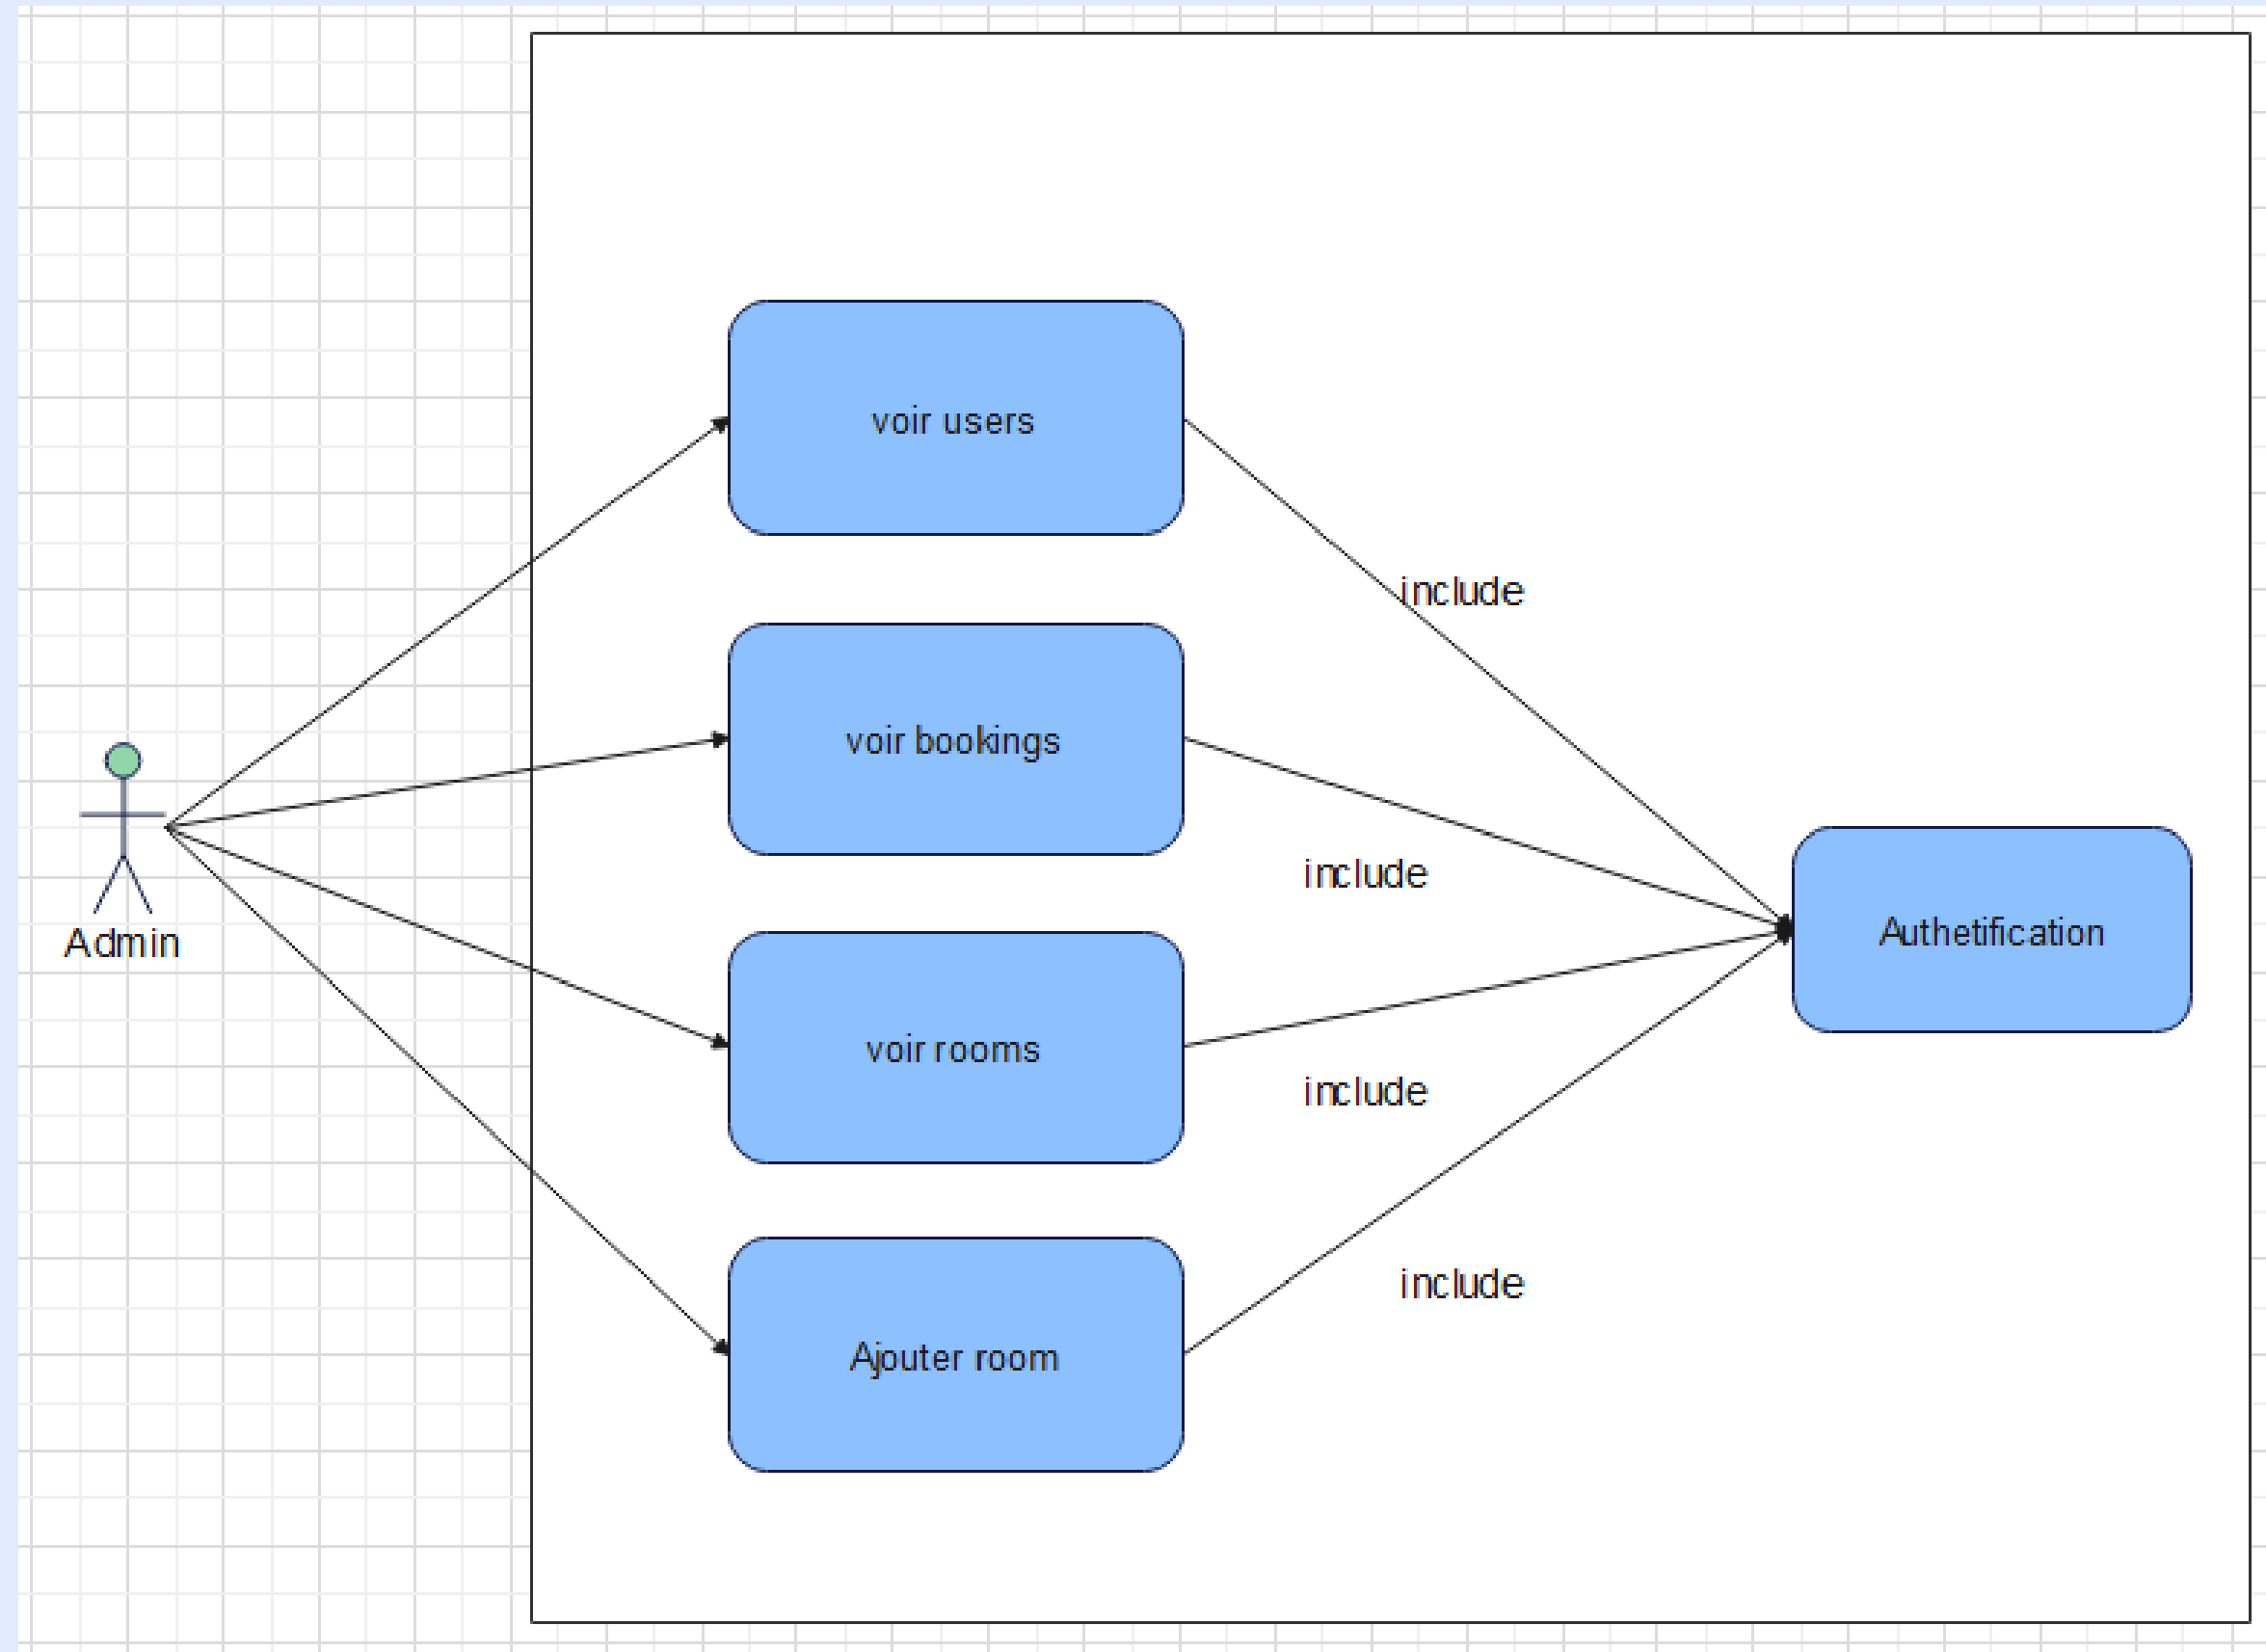 voir users
include
voir bookings
include
Admin
Authetification
voir rooms
include
include
Ajouter room